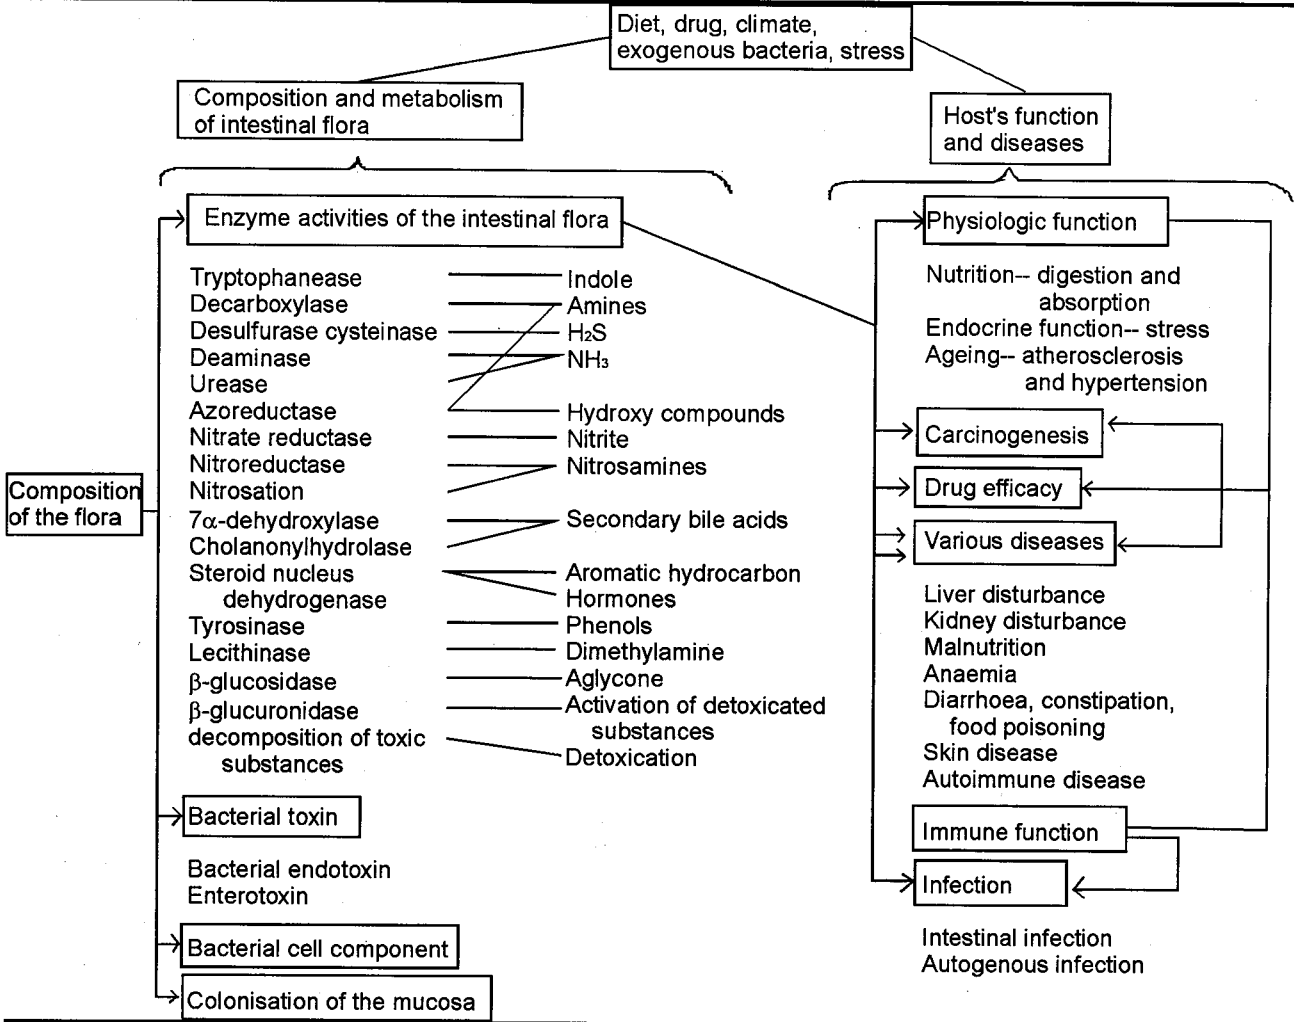 Diet, drug, climate,
exogenous bacteria, stress
Composition and metabolism
of intestinal flora
Host's function
and diseases
Composition
of the flora
Enzyme activities of the intestinal flora
Tryptophanease
Indole
Decarboxylase
Amines
Desulfurase cysteinase
H₂S
Deaminase
NH₃
Urease
Azoreductase
Hydroxy compounds
Nitrate reductase
Nitrite
Nitroreductase
Nitrosamines
Nitrosation
7α-dehydroxylase
Secondary bile acids
Cholanonylhydrolase
Steroid nucleus
dehydrogenase
Aromatic hydrocarbon
Hormones
Tyrosinase
Phenols
Lecithinase
Dimethylamine
β-glucosidase
Aglycone
β-glucuronidase
Activation of detoxicated
substances
decomposition of toxic
substances
Detoxication
Bacterial toxin
Bacterial endotoxin
Enterotoxin
Bacterial cell component
Colonisation of the mucosa
Physiologic function
Nutrition-- digestion and
absorption
Endocrine function-- stress
Ageing-- atherosclerosis
and hypertension
Carcinogenesis
Drug efficacy
Various diseases
Liver disturbance
Kidney disturbance
Malnutrition
Anaemia
Diarrhoea, constipation,
food poisoning
Skin disease
Autoimmune disease
Immune function
Infection
Intestinal infection
Autogenous infection